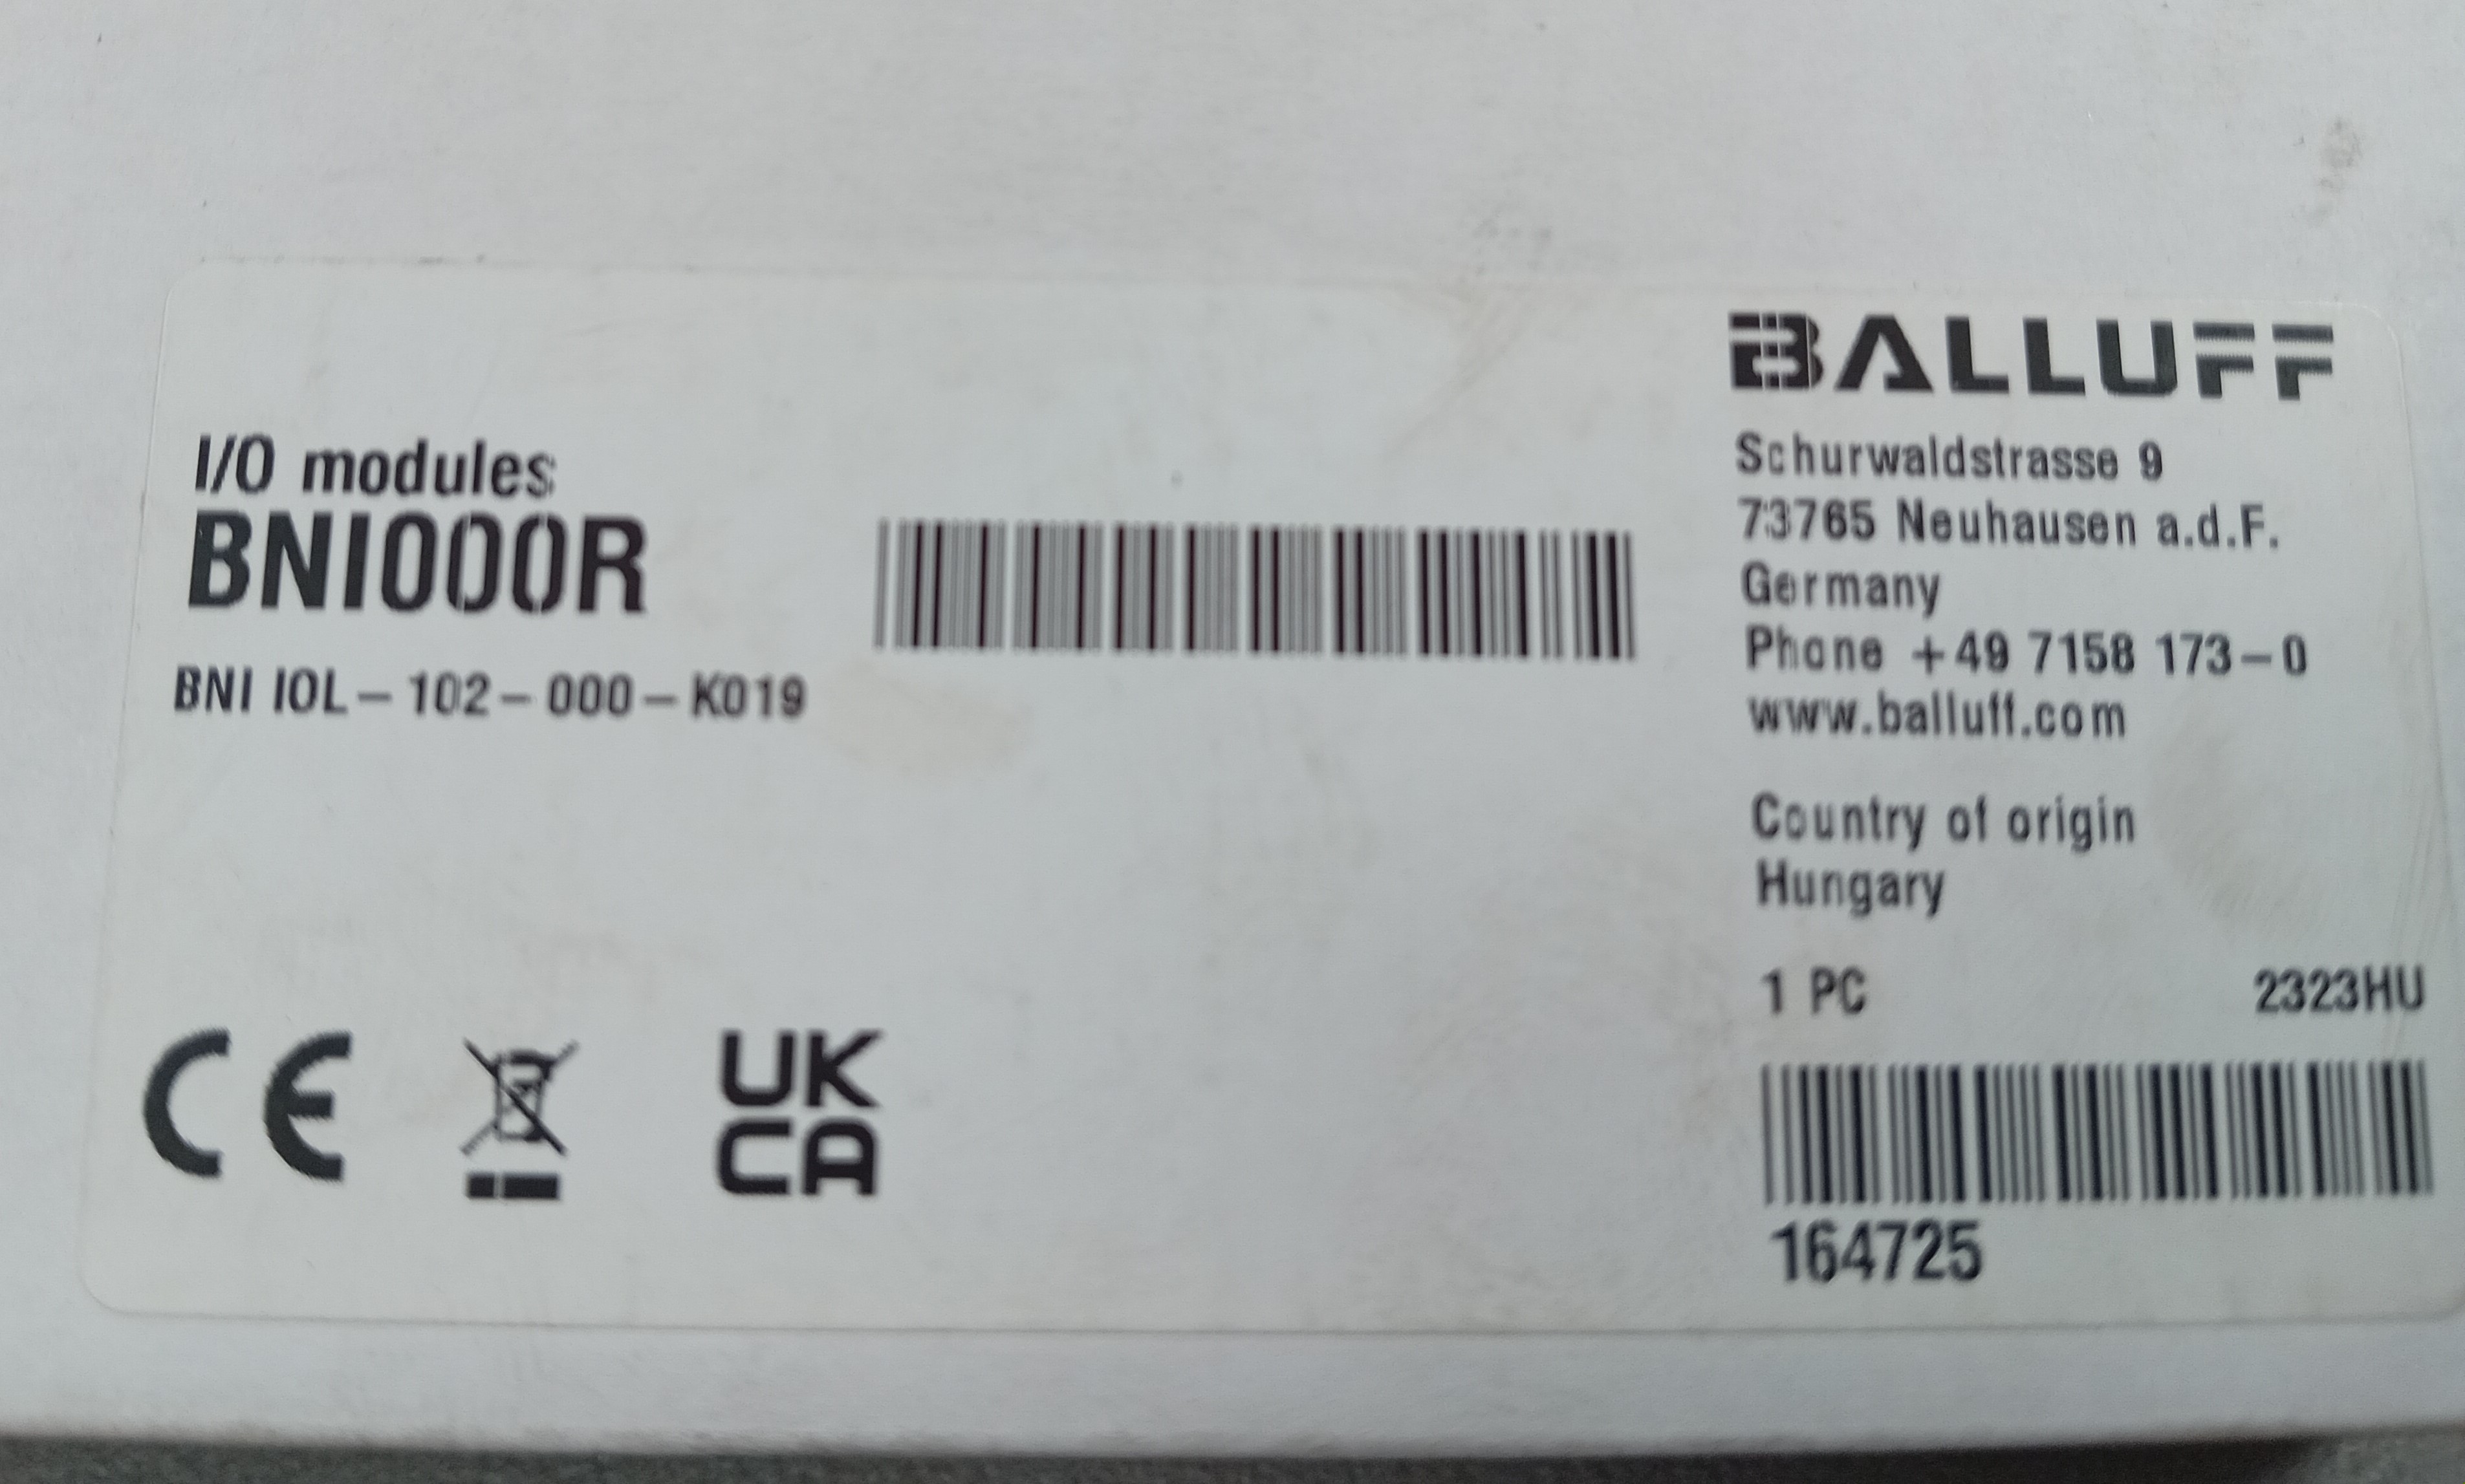 BALLUFF
I/O modules
BNI000R
BNI IOL-102-000-K019
Schurwaldstrasse 9
73765 Neuhausen a.d.F.
Germany
Phone +49 7158 173-0
www.balluff.com
Country of origin
Hungary
1 PC 2323HU
CE
UK
CA
164725